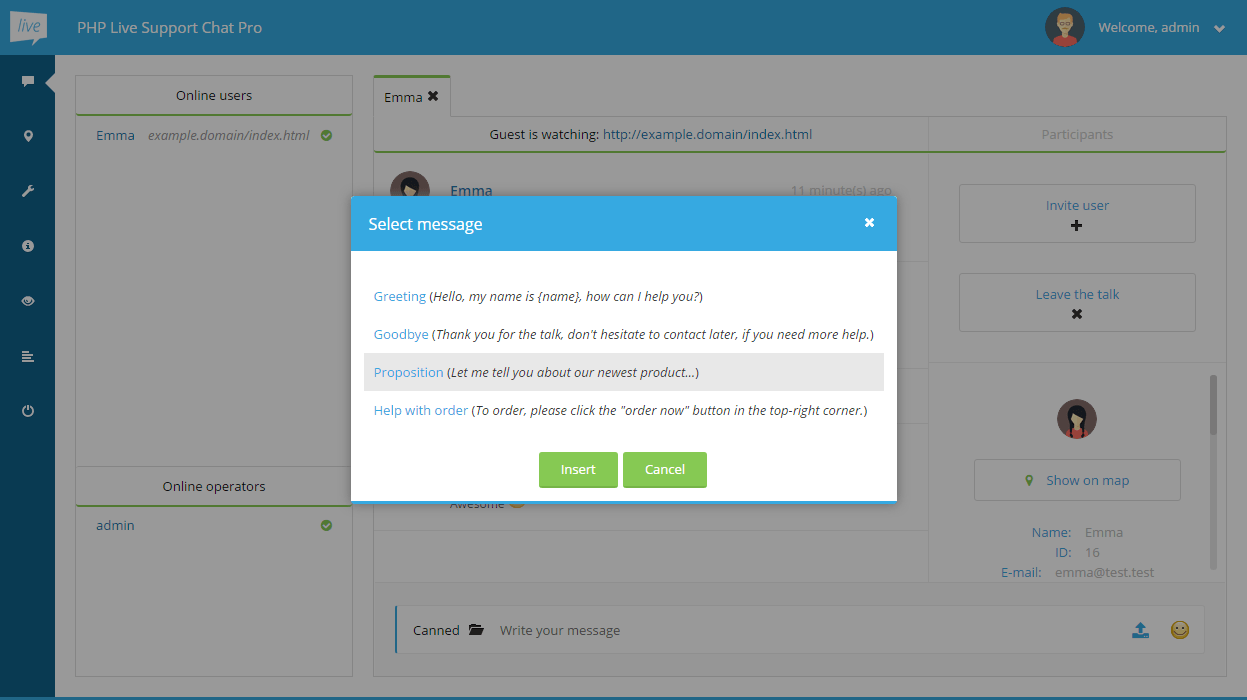 live
PHP Live Support Chat Pro
Welcome, admin
Online users
Emma example.domain/index.html
Emma
Guest is watching: http://example.domain/index.html
Participants
Emma
11 minute(s) ago
Invite user
Leave the talk
Select message
Greeting (Hello, my name is {name}, how can I help you?)
Goodbye (Thank you for the talk, don't hesitate to contact later, if you need more help.)
Proposition (Let me tell you about our newest product...)
Help with order (To order, please click the "order now" button in the top-right corner.)
Insert
Cancel
Awesome
Show on map
Name: Emma
ID: 16
E-mail: emma@test.test
Online operators
admin
Canned
Write your message